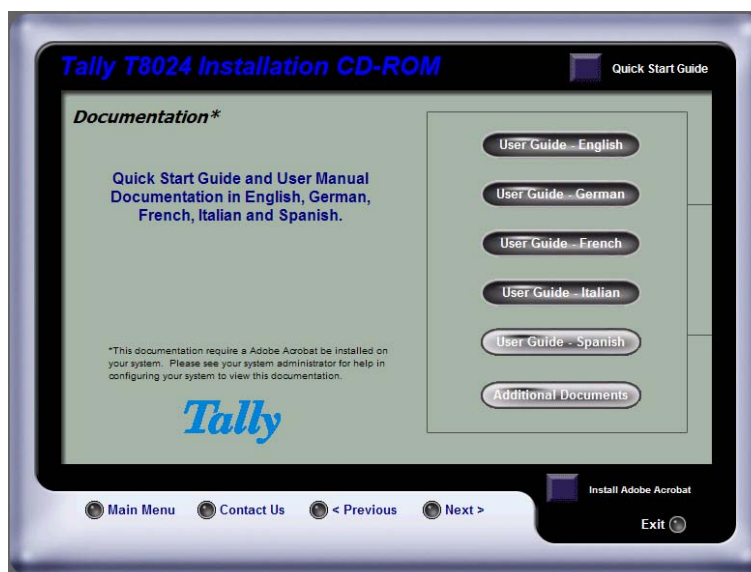 Tally T8024 Installation CD-ROM
Quick Start Guide
Documentation*
Quick Start Guide and User Manual
Documentation in English, German,
French, Italian and Spanish.
User Guide - English
User Guide - German
User Guide - French
User Guide - Italian
User Guide - Spanish
Additional Documents
*This documentation require a Adobe Acrobat be installed on
your system. Please see your system administrator for help in
configuring your system to view this documentation.
Tally
Install Adobe Acrobat
Main Menu
Contact Us
< Previous
Next >
Exit